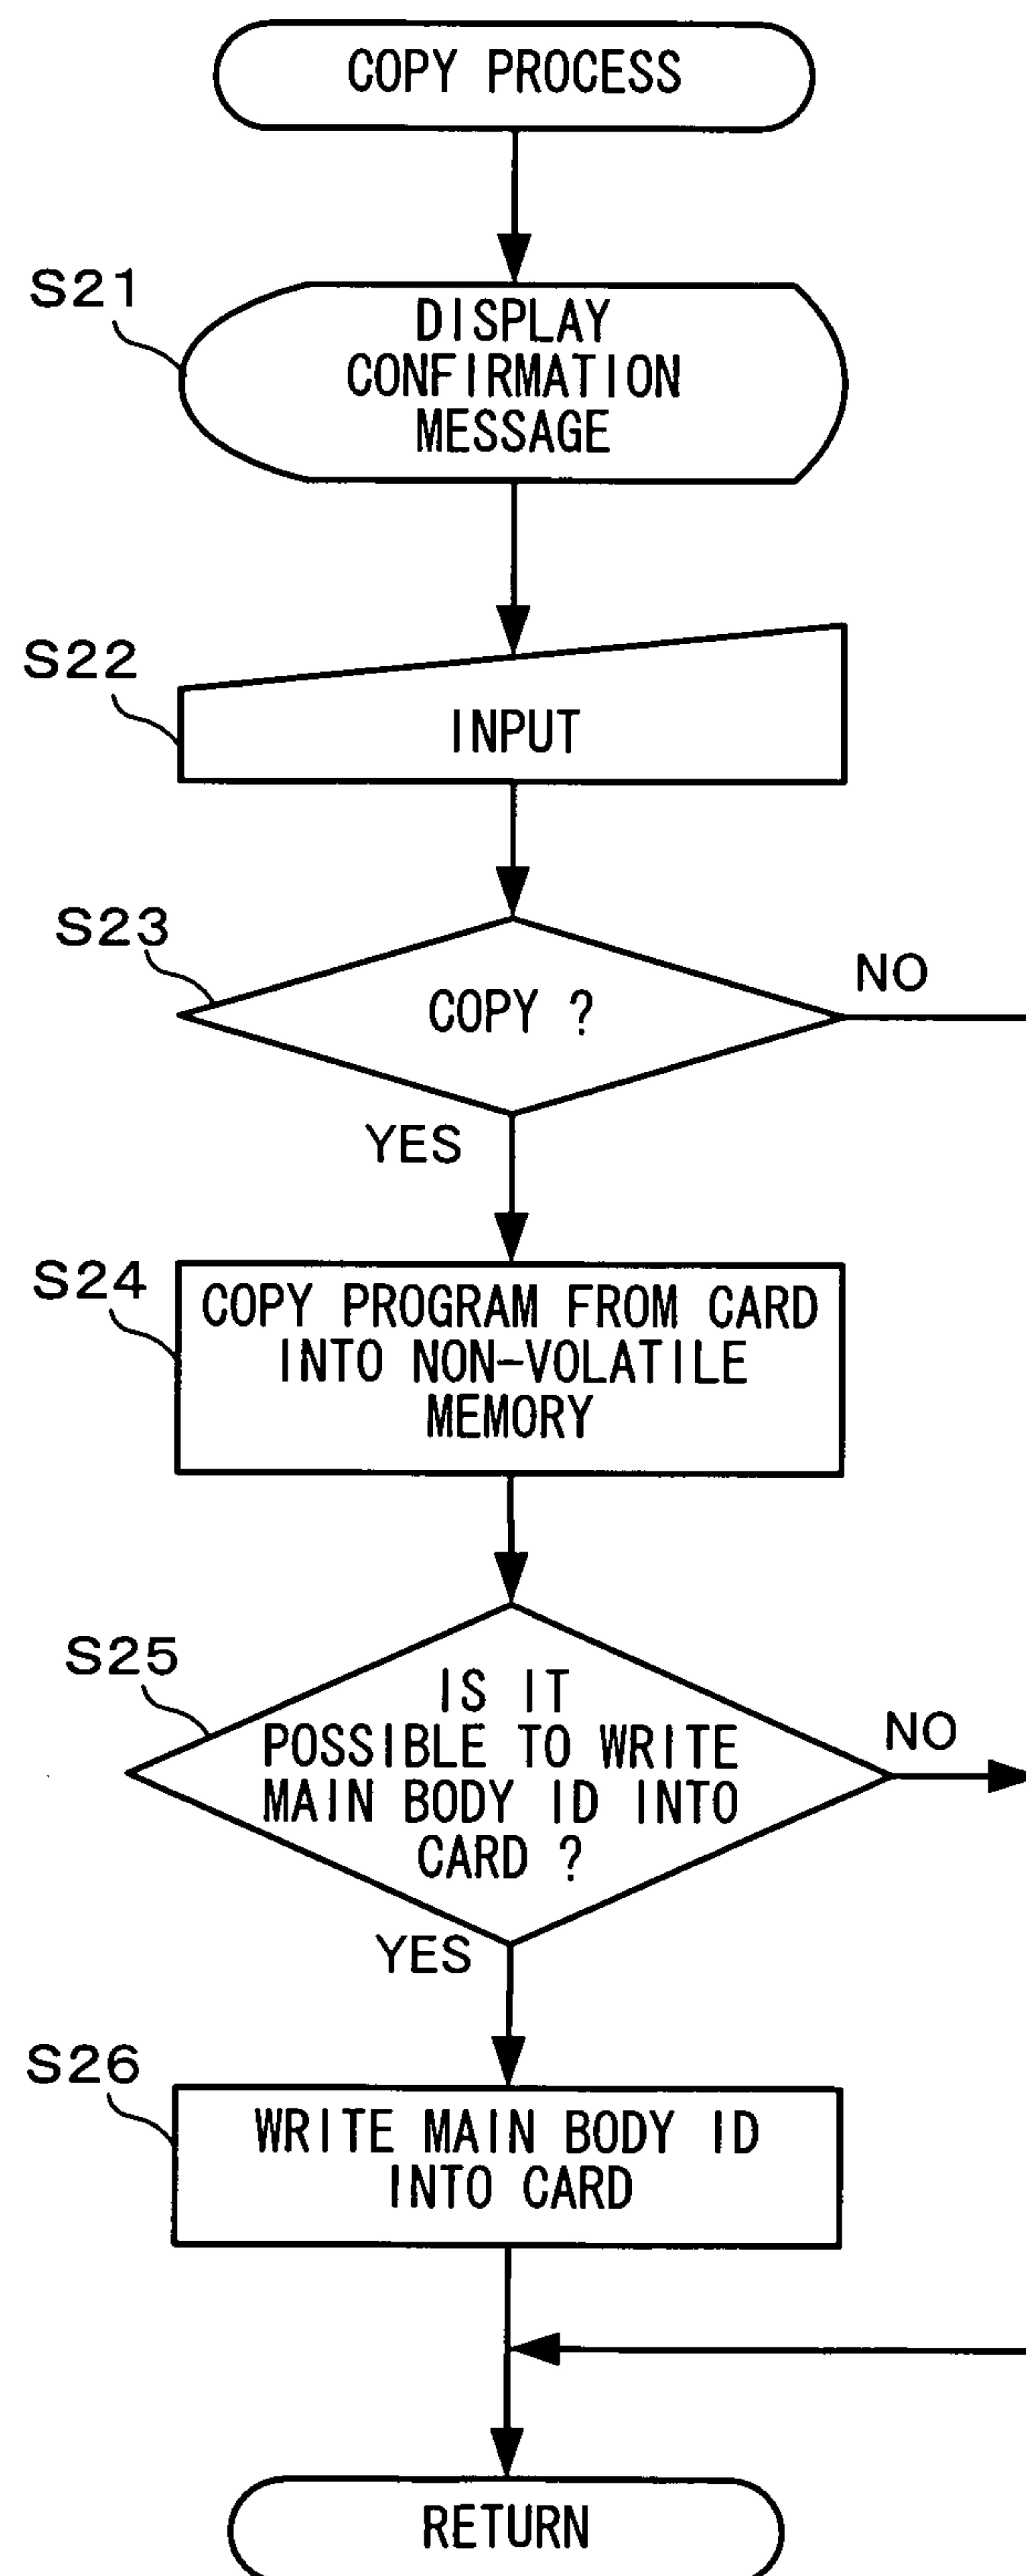 COPY PROCESS
S21
DISPLAY
CONFIRMATION
MESSAGE
S22
INPUT
S23
COPY ?
NO
YES
S24
COPY PROGRAM FROM CARD
INTO NON-VOLATILE
MEMORY
S25
IS IT
POSSIBLE TO WRITE
MAIN BODY ID INTO
CARD ?
NO
YES
S26
WRITE MAIN BODY ID
INTO CARD
RETURN